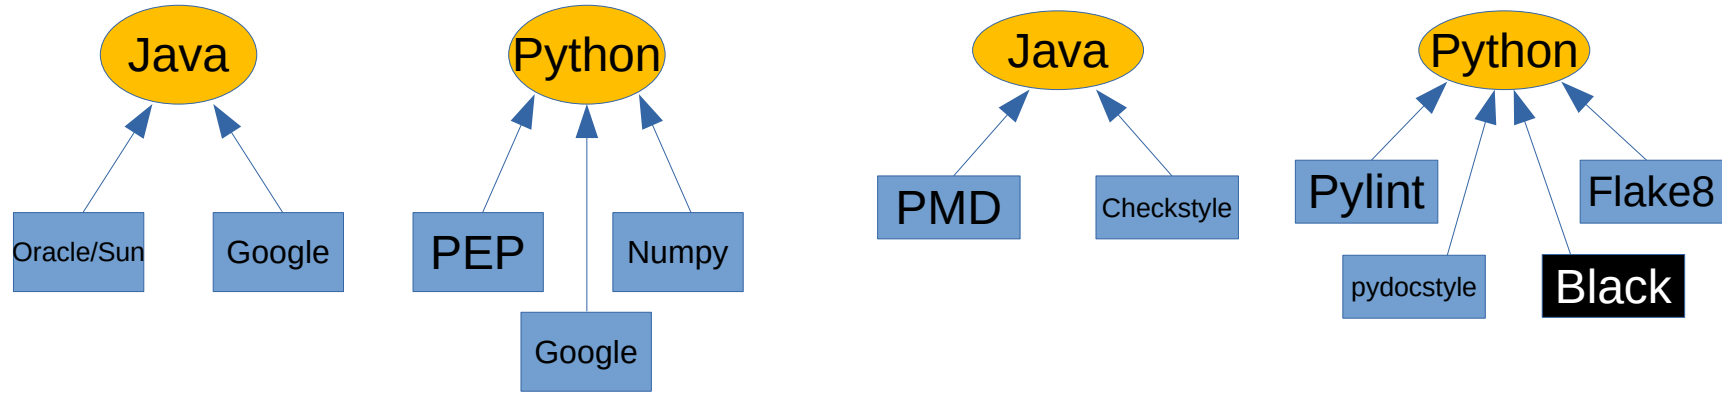 Java
Python
Java
Python
Oracle/Sun
Google
PEP
Numpy
Google
PMD
Checkstyle
Pylint
Flake8
pydocstyle
Black